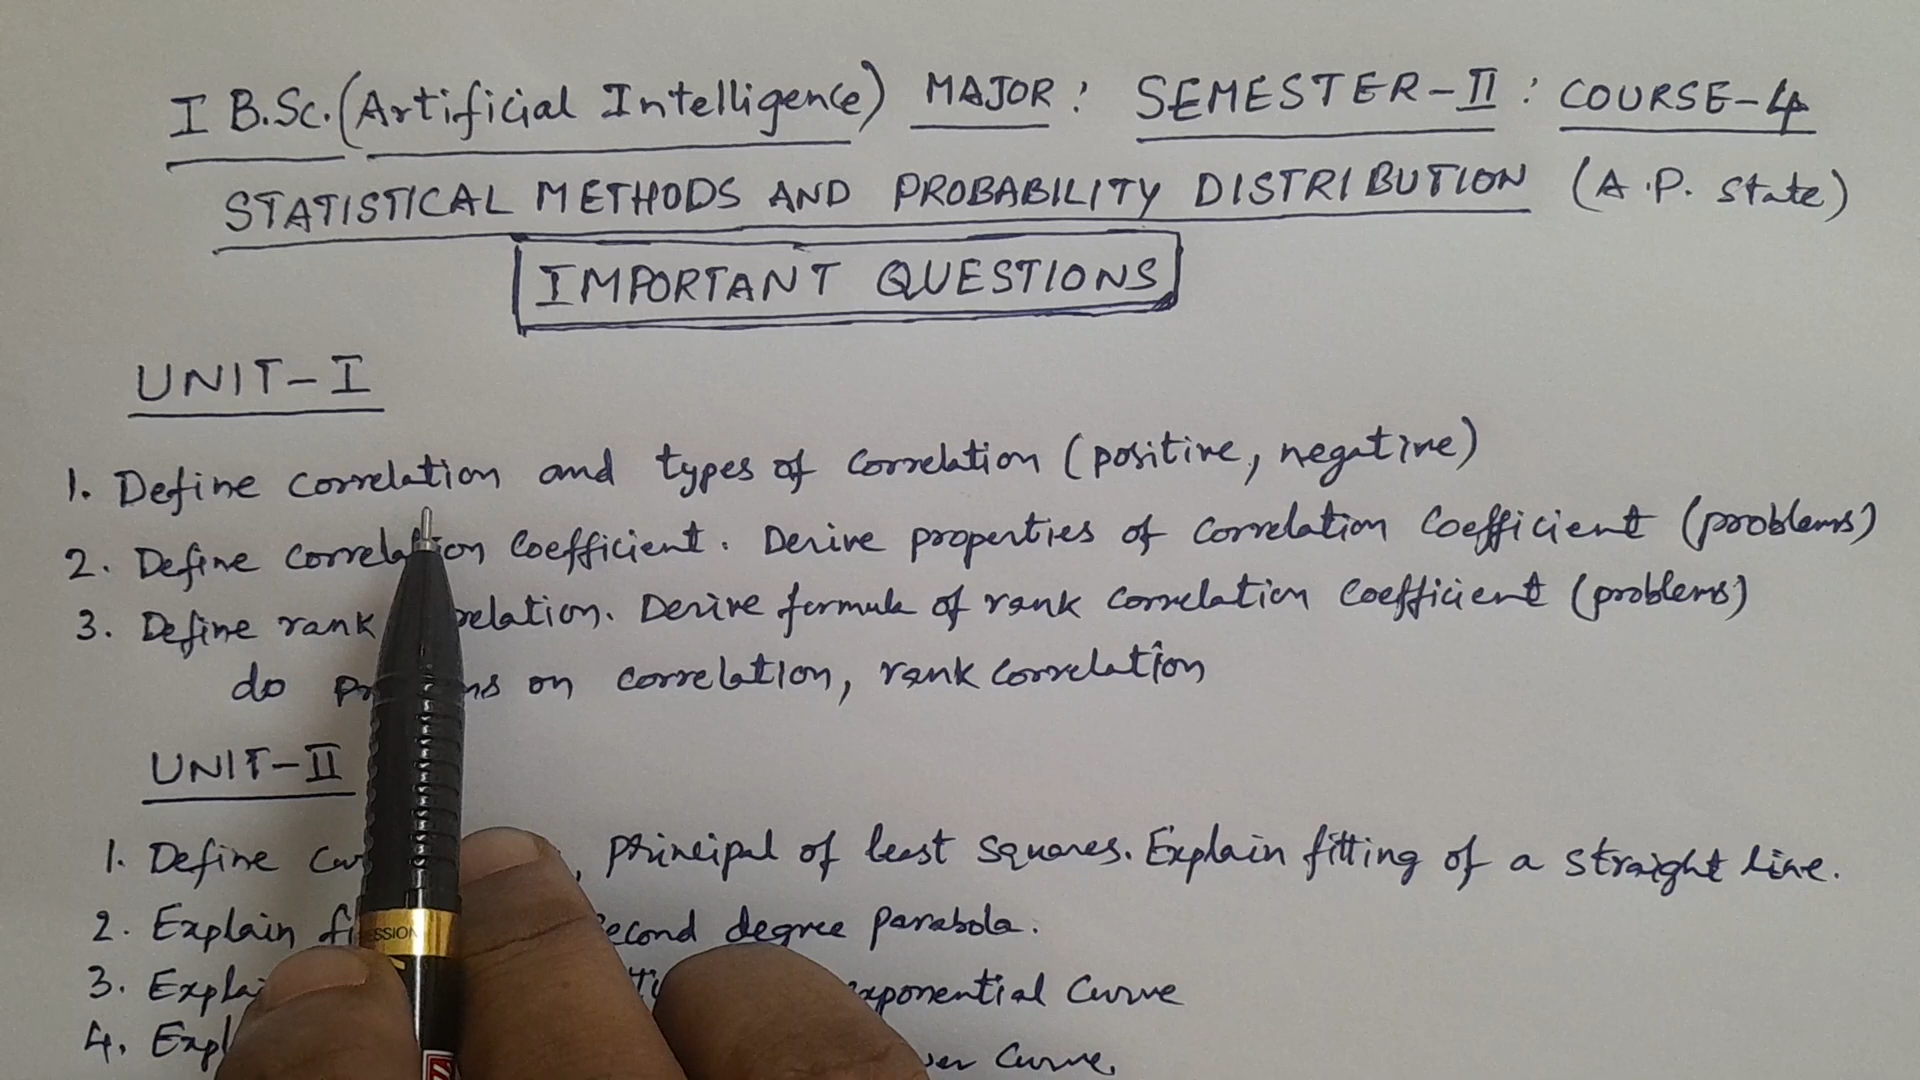 I B.Sc. (Artificial Intelligence) MAJOR : SEMESTER-II : COURSE-4
STATISTICAL METHODS AND PROBABILITY DISTRIBUTION (A.P. State)
IMPORTANT QUESTIONS
UNIT-I
1. Define correlation and types of correlation (positive, negative)
2. Define correlation coefficient. Derive properties of correlation coefficient (problems)
3. Define rank relation. Derive formula of rank correlation coefficient (problems)
do on correlation, rank correlation
UNIT-II
1. Define , principal of least squares. Explain fitting of a straight line.
2. Explain second degree parabola.
3. exponential curve
4. curve.
SSION